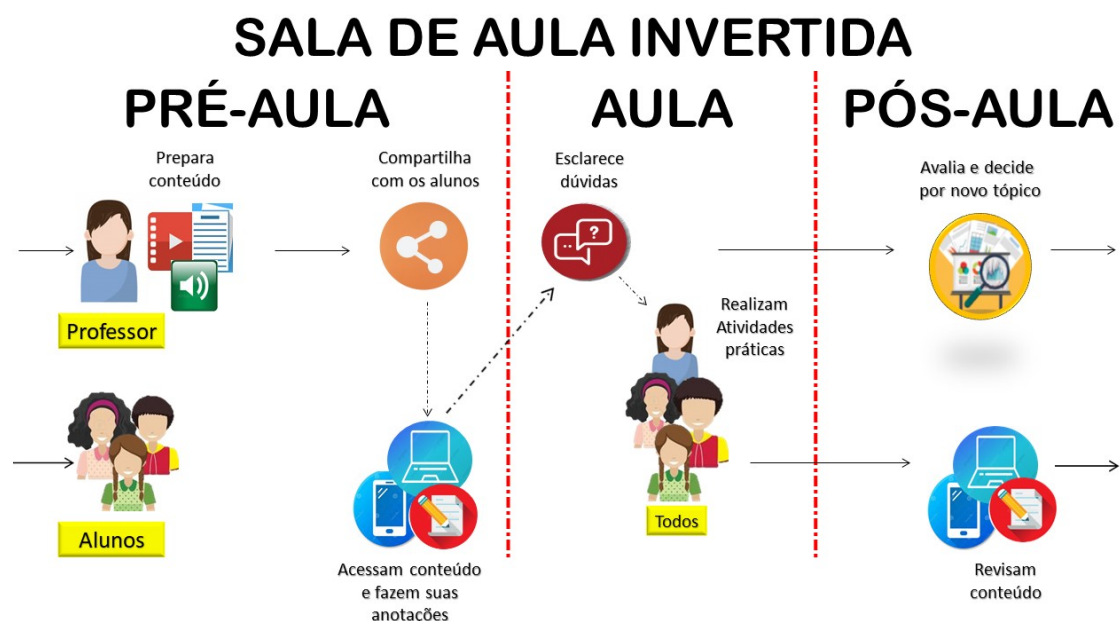 SALA DE AULA INVERTIDA
PRÉ-AULA
AULA
PÓS-AULA
Prepara
conteúdo
Compartilha
com os alunos
Esclarece
dúvidas
Avalia e decide
por novo tópico
?
Professor
Realizam
Atividades
práticas
Alunos
Todos
Acessam conteúdo
e fazem suas
anotações
Revisam
conteúdo